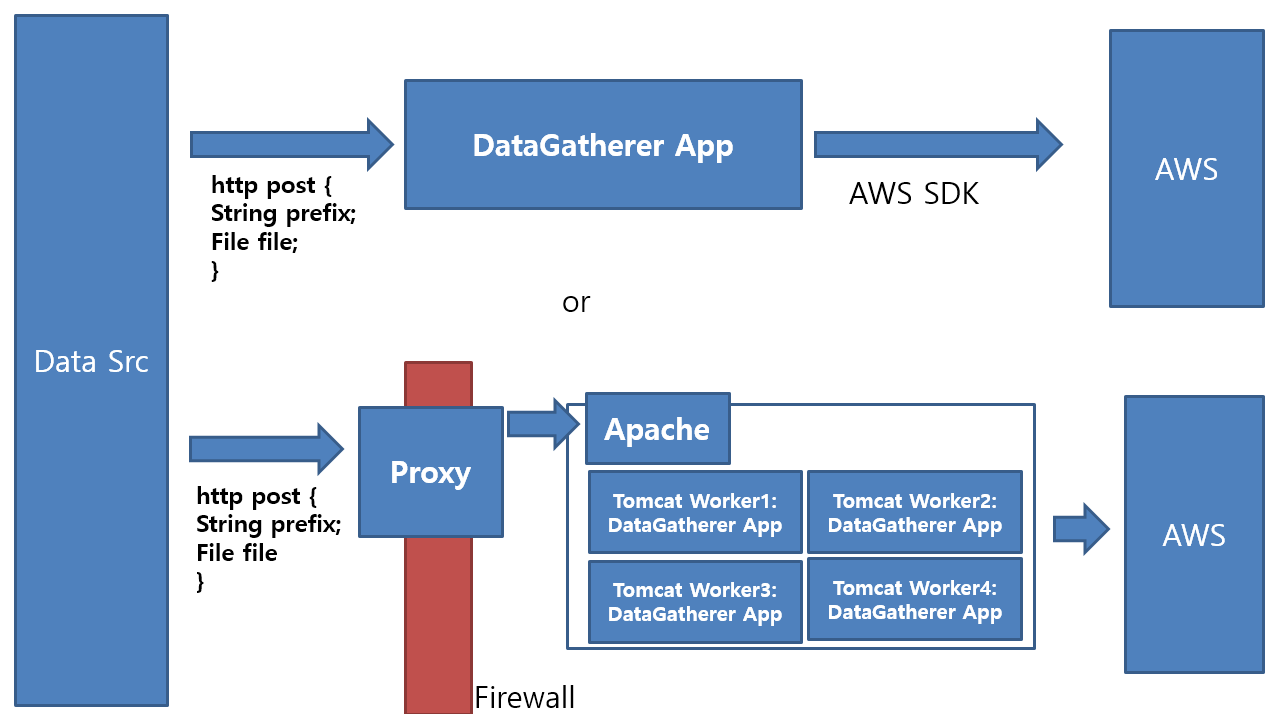 Data Src
http post {
String prefix;
File file;
}
DataGatherer App
AWS SDK
AWS
or
http post {
String prefix;
File file
}
Proxy
Firewall
Apache
Tomcat Worker1:
DataGatherer App
Tomcat Worker2:
DataGatherer App
Tomcat Worker3:
DataGatherer App
Tomcat Worker4:
DataGatherer App
AWS